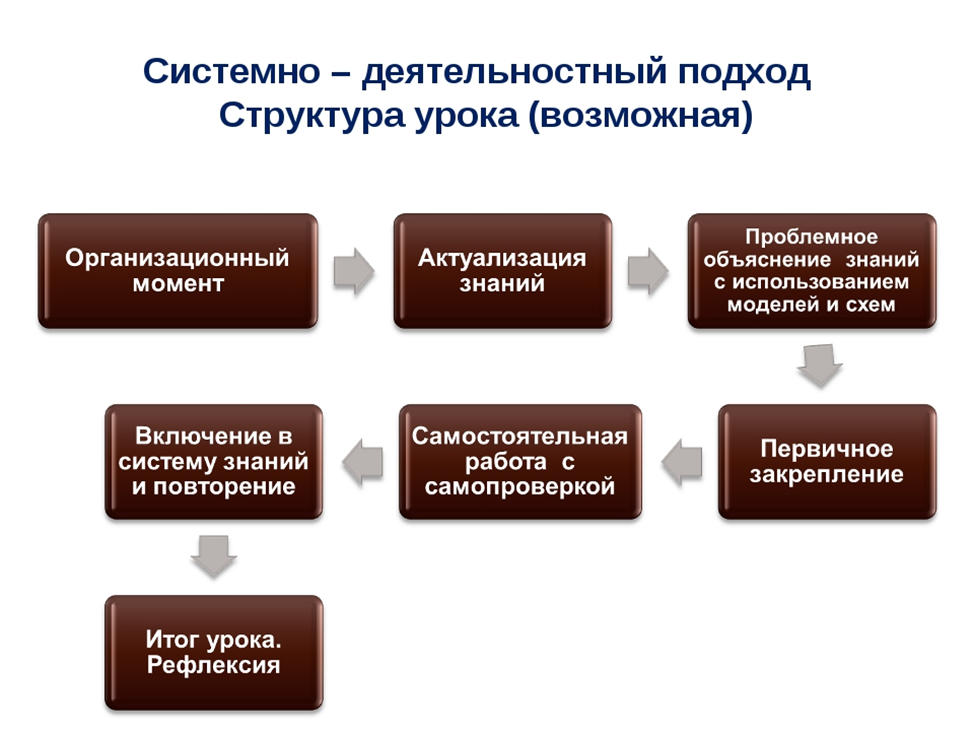 Системно – деятельностный подход
Структура урока (возможная)
Организационный
момент
Актуализация
знаний
Проблемное
объяснение знаний
с использованием
моделей и схем
Первичное
закрепление
Самостоятельная
работа с
самопроверкой
Включение в
систему знаний
и повторение
Итог урока.
Рефлексия